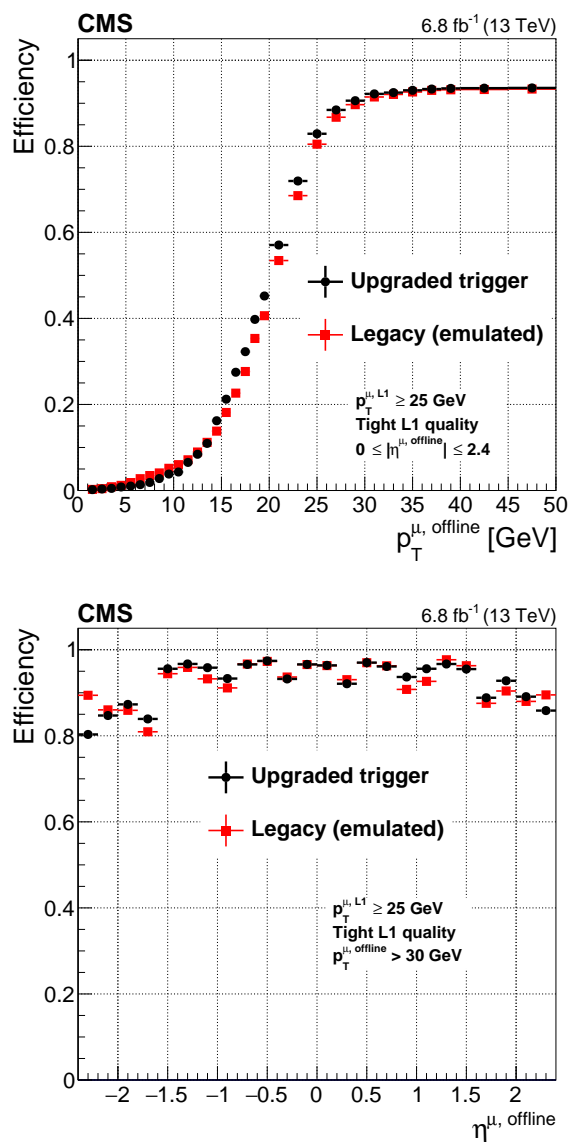 CMS 6.8 fb⁻¹ (13 TeV)
Efficiency
1
0.8
0.6
0.4
0.2
0
Upgraded trigger
Legacy (emulated)
p_T^{μ, L1} ≥ 25 GeV
Tight L1 quality
0 ≤ |η^{μ, offline}| ≤ 2.4
0 5 10 15 20 25 30 35 40 45 50
p_T^{μ, offline} [GeV]
CMS 6.8 fb⁻¹ (13 TeV)
Efficiency
1
0.8
0.6
0.4
0.2
0
Upgraded trigger
Legacy (emulated)
p_T^{μ, L1} ≥ 25 GeV
Tight L1 quality
p_T^{μ, offline} > 30 GeV
−2 −1.5 −1 −0.5 0 0.5 1 1.5 2
η^{μ, offline}